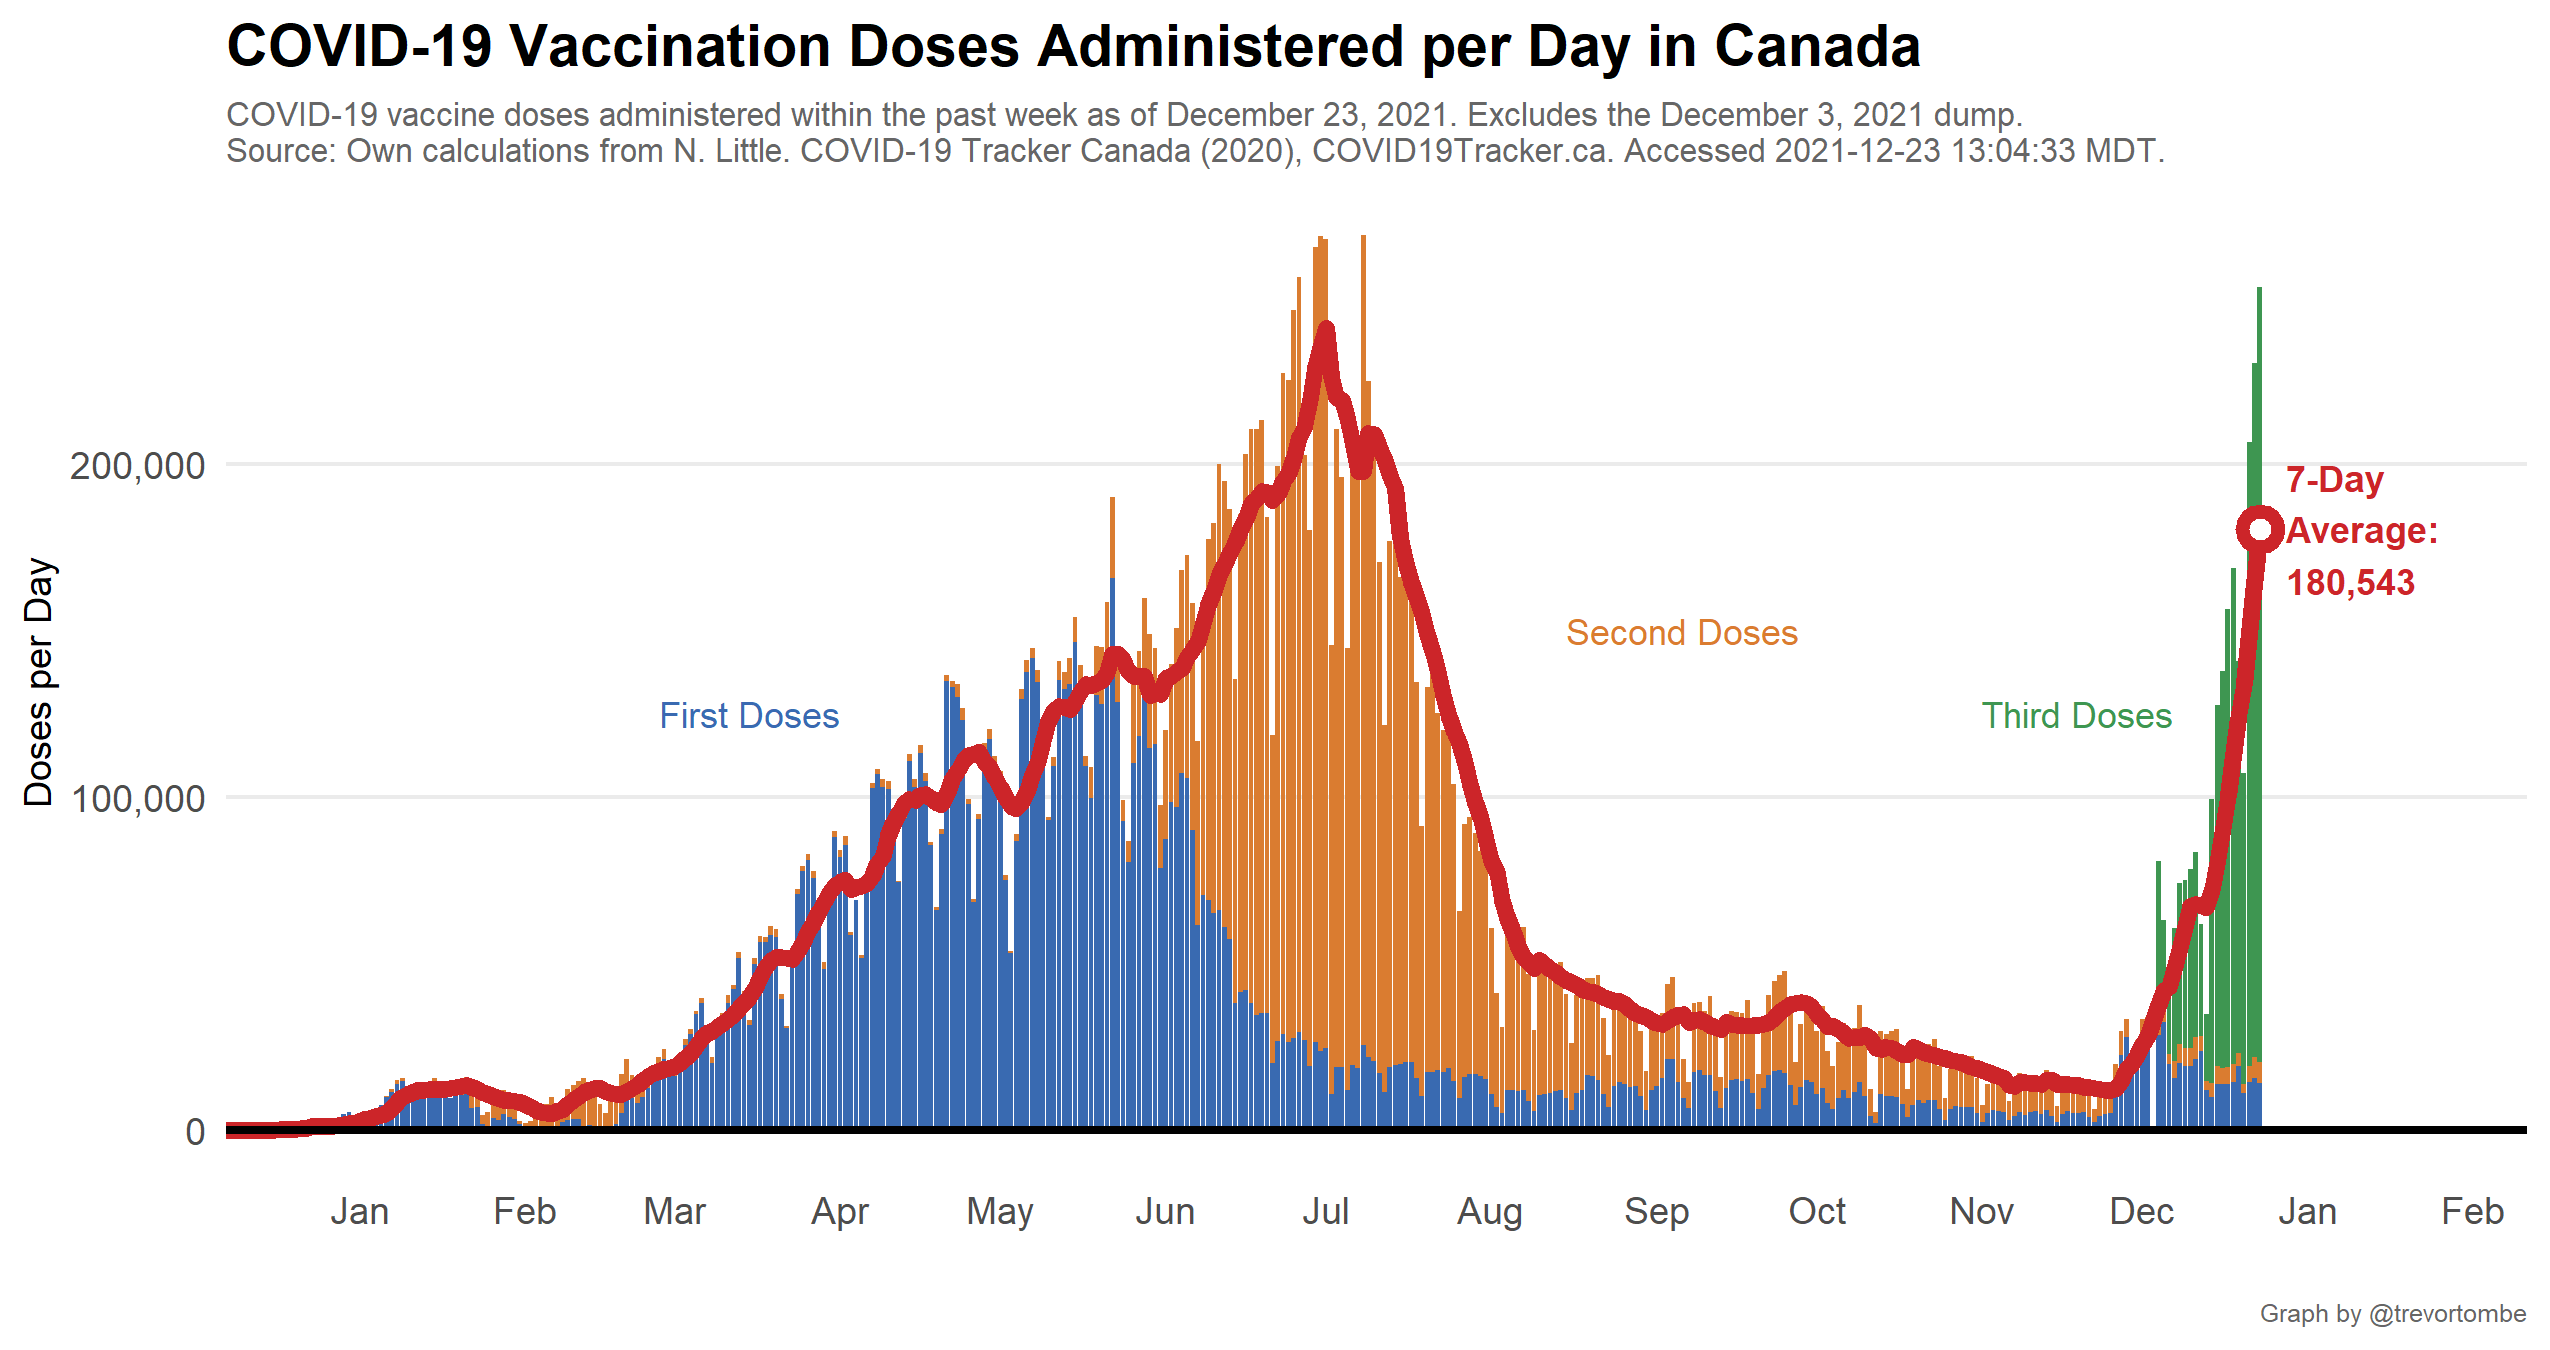 COVID-19 Vaccination Doses Administered per Day in Canada
COVID-19 vaccine doses administered within the past week as of December 23, 2021. Excludes the December 3, 2021 dump.
Source: Own calculations from N. Little. COVID-19 Tracker Canada (2020), COVID19Tracker.ca. Accessed 2021-12-23 13:04:33 MDT.
Doses per Day
200,000
100,000
0
First Doses
Second Doses
Third Doses
7-Day
Average:
180,543
Jan Feb Mar Apr May Jun Jul Aug Sep Oct Nov Dec Jan Feb
Graph by @trevortombe